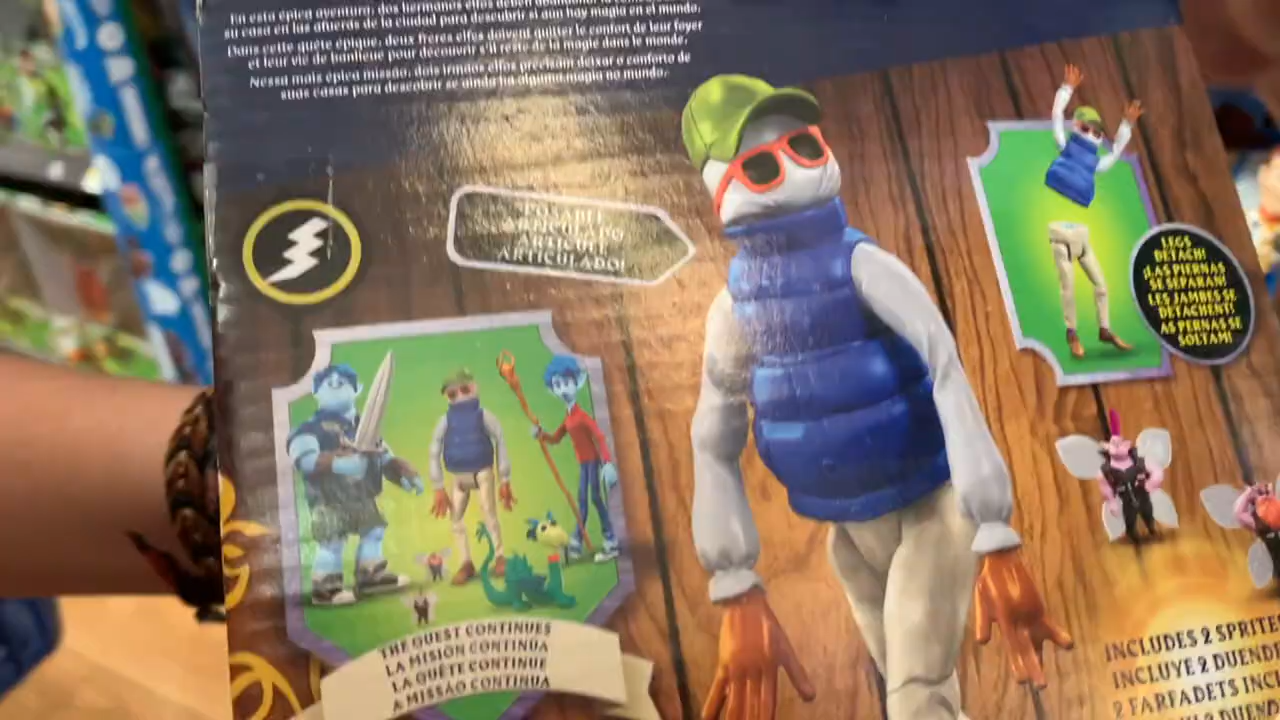 En esta épica aventura, dos hermanos elfos deben abandonar la
su casa en las afueras de la ciudad para descubrir si aún hay magia en el mundo.
Dans cette quête épique, deux frères elfes doivent quitter le confort de leur foyer
et leur vie de banlieue pour découvrir s'il reste de la magie dans le monde.
Nessa mais épica missão, dois irmãos elfos precisam deixar o conforto de
suas casas para descobrir se ainda há alguma magia no mundo.
ARTICULÉ
ARTICULADO!
LEGS
DETACH!
¡LAS PIERNAS
SE SEPARAN!
LES JAMBES SE
DÉTACHENT!
AS PERNAS SE
SOLTAM!
THE QUEST CONTINUES
LA MISIÓN CONTINÚA
LA QUÊTE CONTINUE
A MISSÃO CONTINUA
INCLUDES 2 SPRITES
INCLUYE 2 DUENDE
2 FARFADETS INCL
2 DUEND